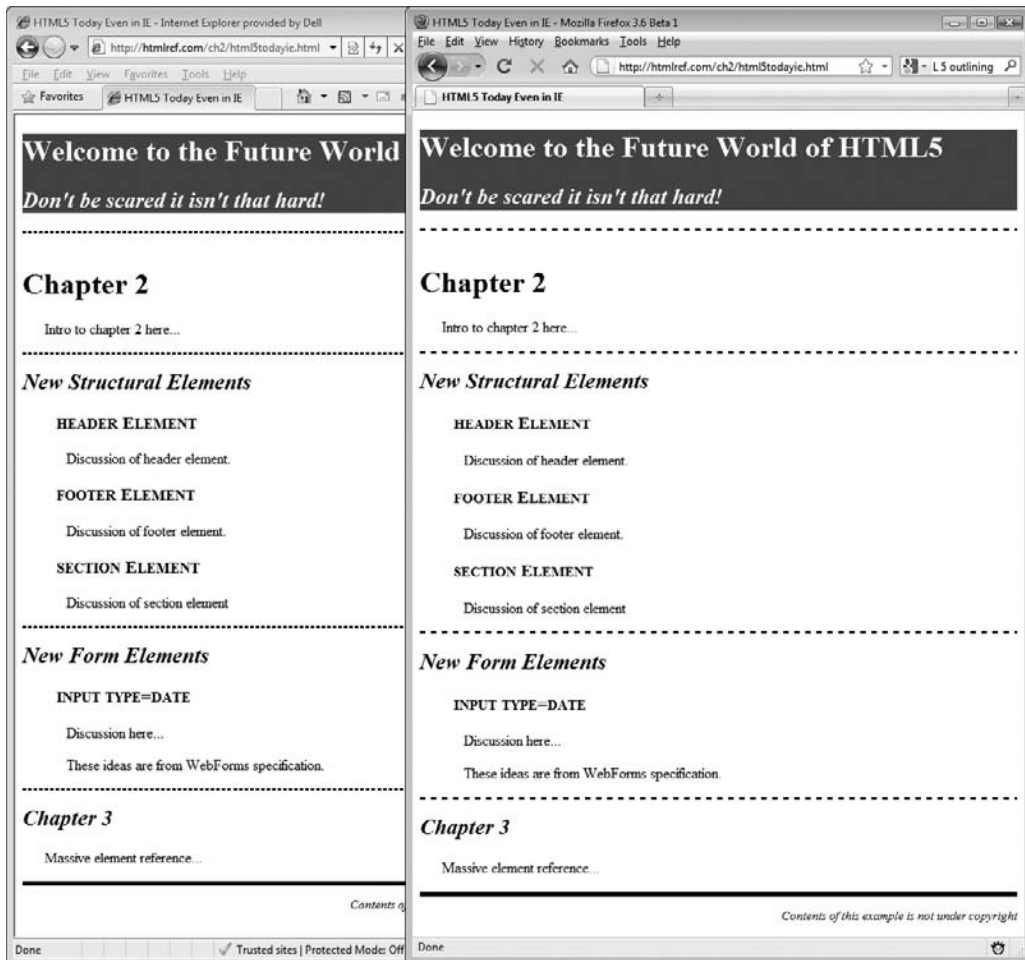 HTML5 Today Even in IE - Internet Explorer provided by Dell
http://htmlref.com/ch2/html5todayie.html
File Edit View Favorites Tools Help
Favorites HTML5 Today Even in IE
Welcome to the Future World
Don't be scared it isn't that hard!
Chapter 2
Intro to chapter 2 here...
New Structural Elements
HEADER ELEMENT
Discussion of header element.
FOOTER ELEMENT
Discussion of footer element.
SECTION ELEMENT
Discussion of section element
New Form Elements
INPUT TYPE=DATE
Discussion here...
These ideas are from WebForms specification.
Chapter 3
Massive element reference...
Contents o
Done Trusted sites | Protected Mode: Off
HTML5 Today Even in IE - Mozilla Firefox 3.6 Beta 1
File Edit View History Bookmarks Tools Help
http://htmlref.com/ch2/html5todayie.html L 5 outlining
HTML5 Today Even in IE
Welcome to the Future World of HTML5
Don't be scared it isn't that hard!
Chapter 2
Intro to chapter 2 here...
New Structural Elements
HEADER ELEMENT
Discussion of header element.
FOOTER ELEMENT
Discussion of footer element.
SECTION ELEMENT
Discussion of section element
New Form Elements
INPUT TYPE=DATE
Discussion here...
These ideas are from WebForms specification.
Chapter 3
Massive element reference...
Contents of this example is not under copyright
Done